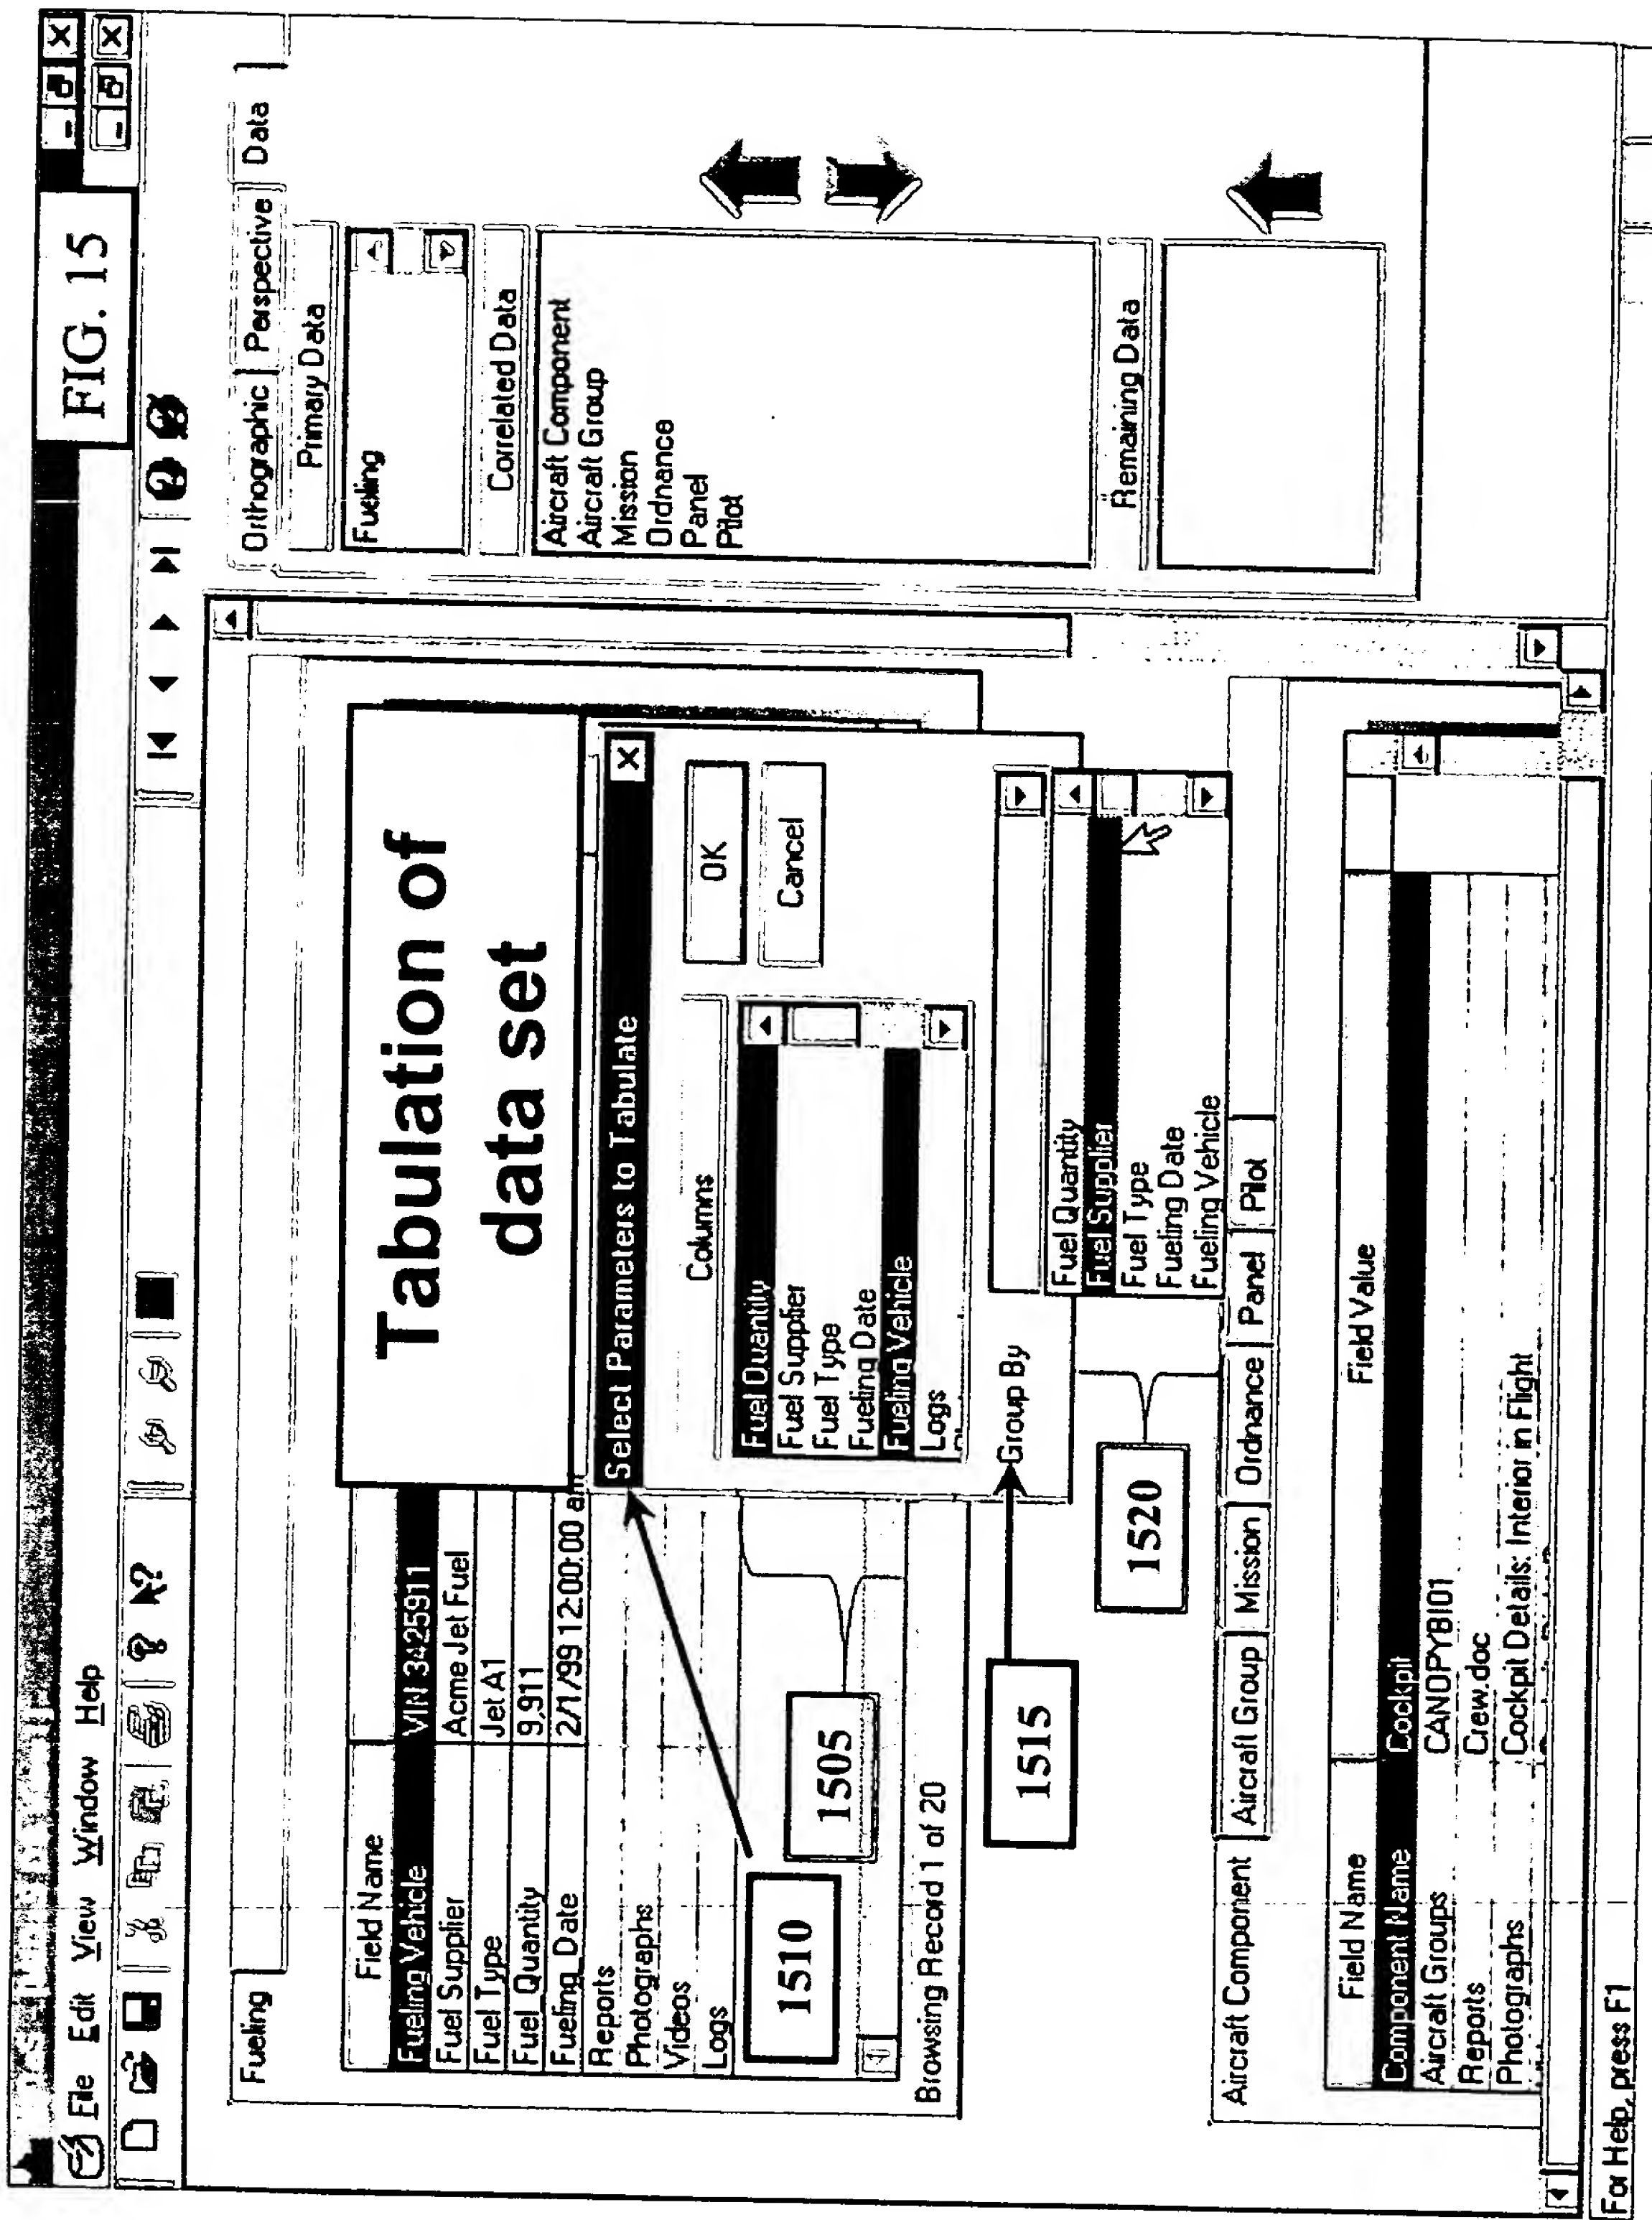 FIG. 15
File Edit View Window Help
Fueling
Field Name
Fueling Vehicle VIN 3425911
Fuel Supplier Acme Jet Fuel
Fuel Type Jet A1
Fuel Quantity 9,911
Fueling Date 2/1/99 12:00:00 am
Reports
Photographs
Videos
Logs
Browsing Record 1 of 20
Tabulation of
data set
Select Parameters to Tabulate
Columns
Fuel Quantity
Fuel Supplier
Fuel Type
Fueling Date
Fueling Vehicle
Logs
OK
Cancel
Group By
Fuel Quantity
Fuel Supplier
Fuel Type
Fueling Date
Fueling Vehicle
1510
1505
1515
1520
Aircraft Component Aircraft Group Mission Ordnance Panel Pilot
Field Name Field Value
Component Name Cockpit
Aircraft Groups CANOPYBI01
Reports Crew.doc
Photographs Cockpit Details: Interior in Flight
Orthographic Perspective Data
Primary Data
Fueling
Correlated Data
Aircraft Component
Aircraft Group
Mission
Ordnance
Panel
Pilot
Remaining Data
For Help, press F1